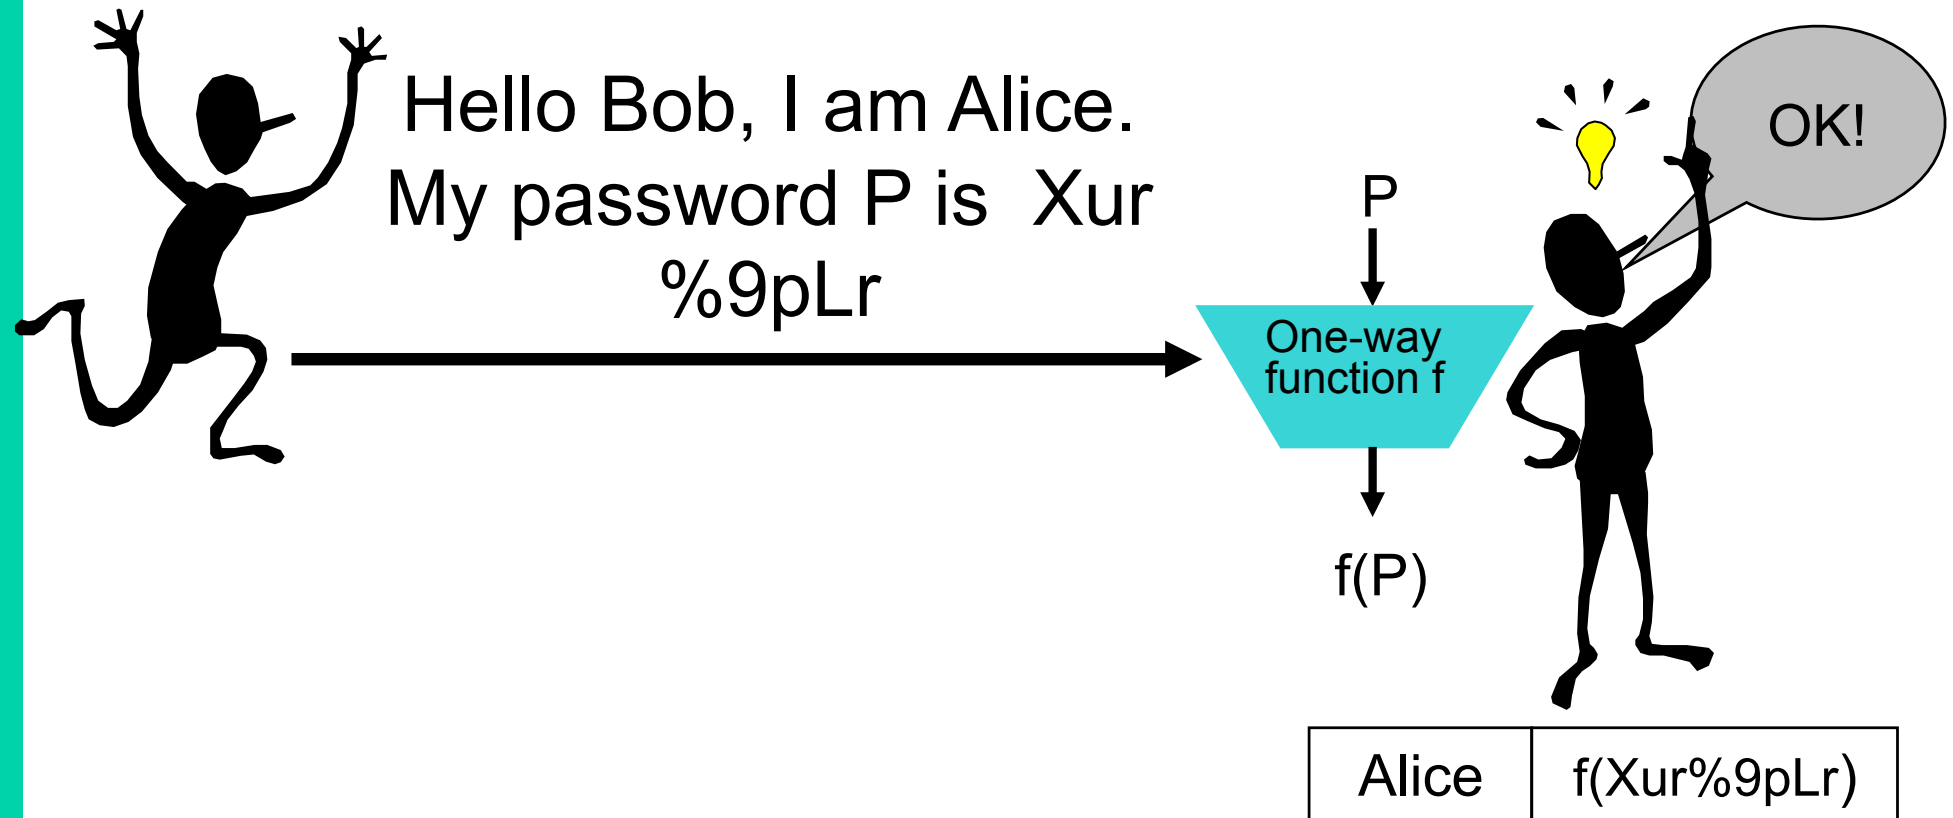 Hello Bob, I am Alice.
My password P is Xur
%9pLr
OK!
P
One-way
function f
f(P)
Alice f(Xur%9pLr)